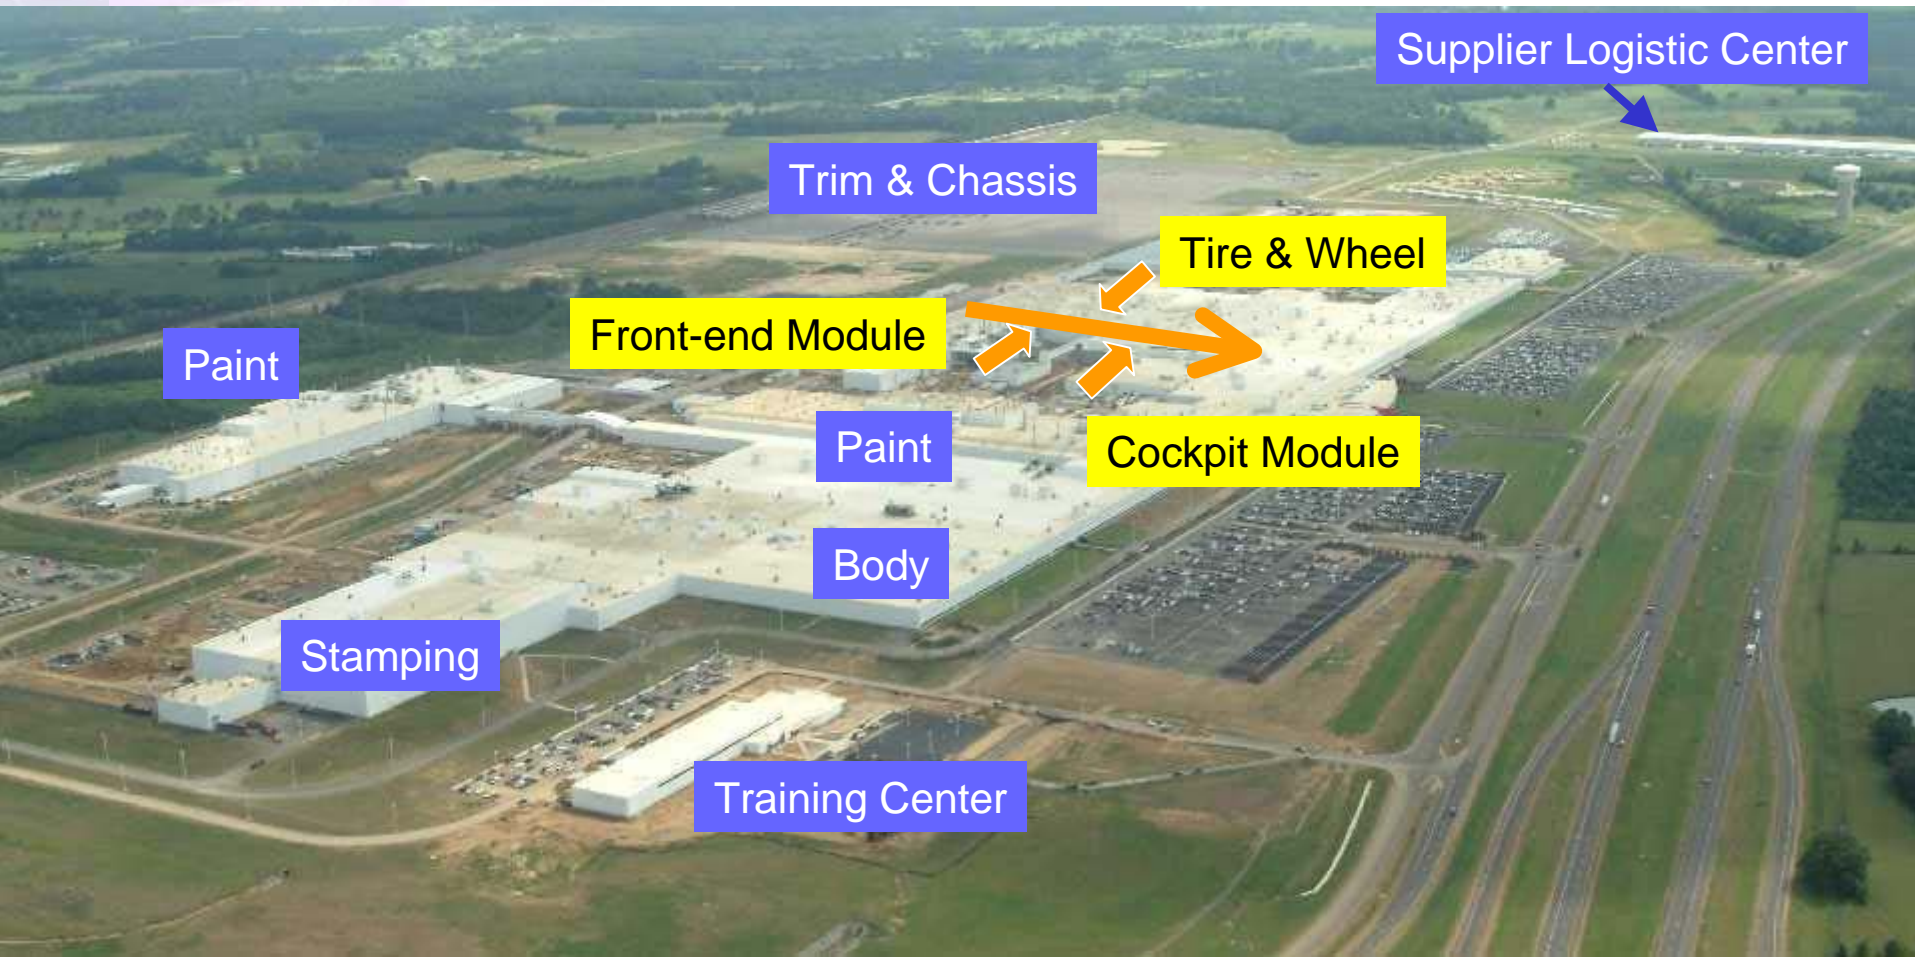 Supplier Logistic Center
Trim & Chassis
Tire & Wheel
Front-end Module
Paint
Paint
Cockpit Module
Body
Stamping
Training Center